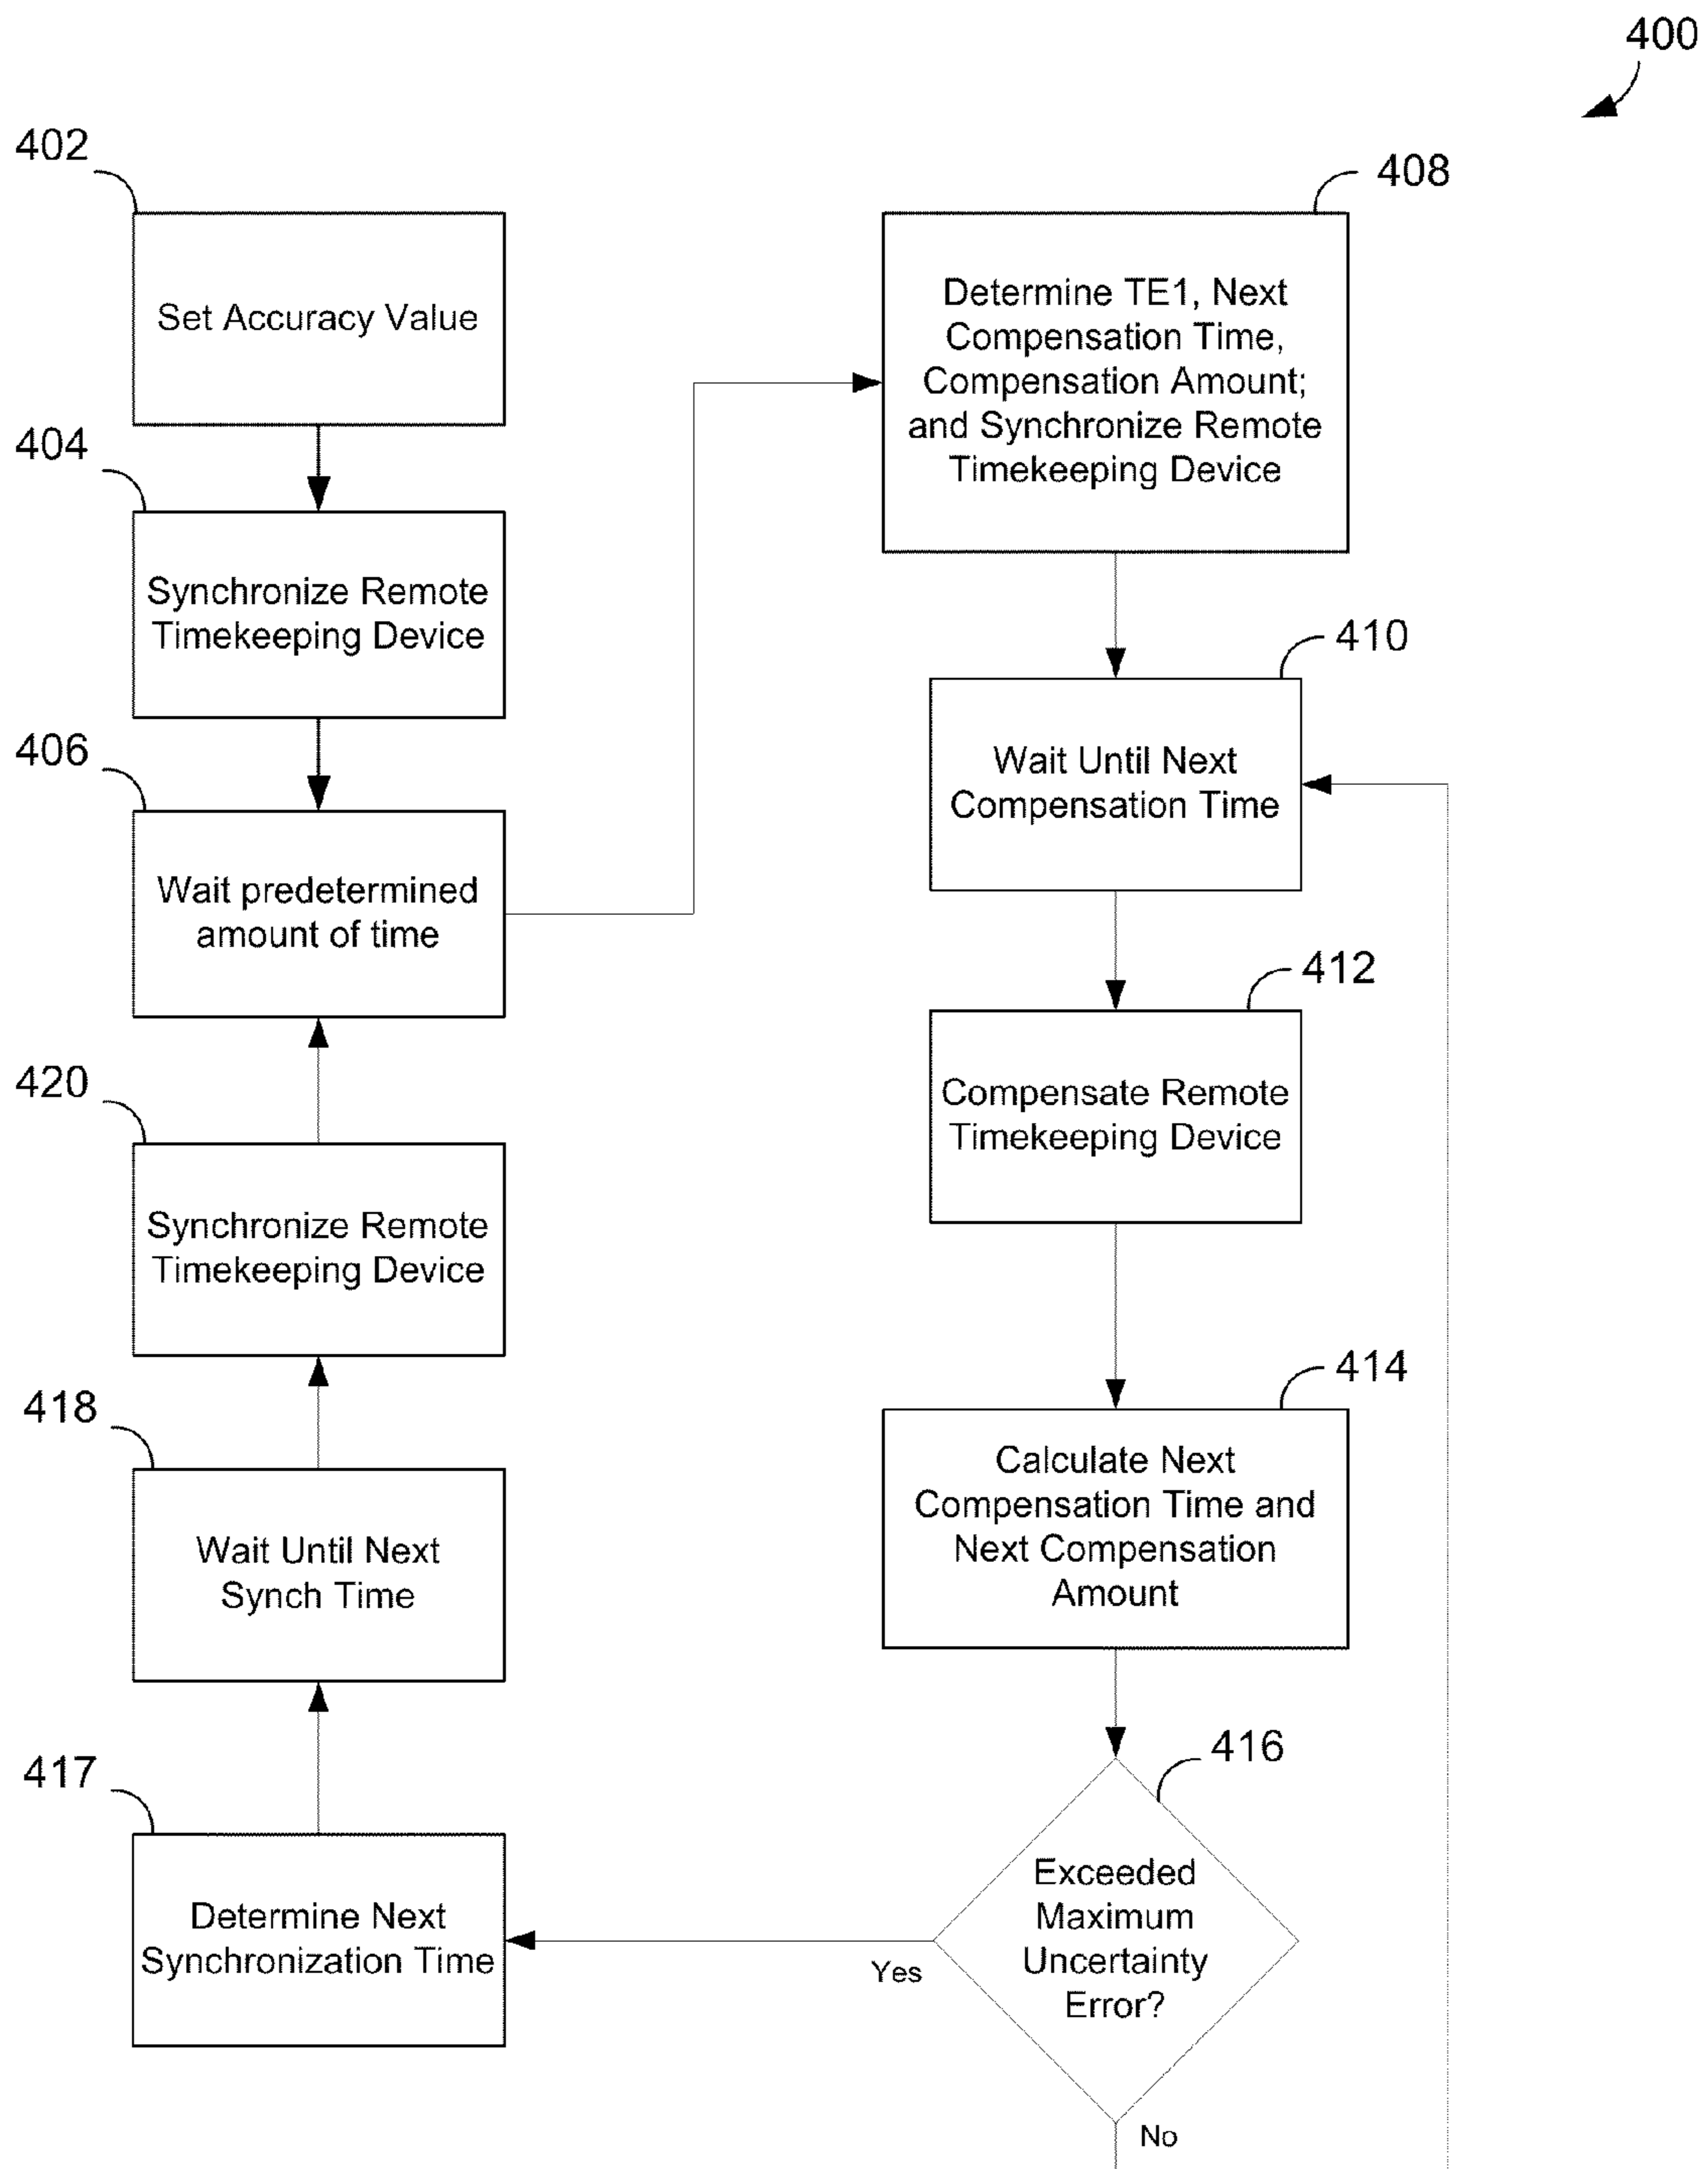 400
402
Set Accuracy Value
404
Synchronize Remote
Timekeeping Device
406
Wait predetermined
amount of time
420
Synchronize Remote
Timekeeping Device
418
Wait Until Next
Synch Time
417
Determine Next
Synchronization Time
408
Determine TE1, Next
Compensation Time,
Compensation Amount;
and Synchronize Remote
Timekeeping Device
410
Wait Until Next
Compensation Time
412
Compensate Remote
Timekeeping Device
414
Calculate Next
Compensation Time and
Next Compensation
Amount
416
Exceeded
Maximum
Uncertainty
Error?
Yes
No